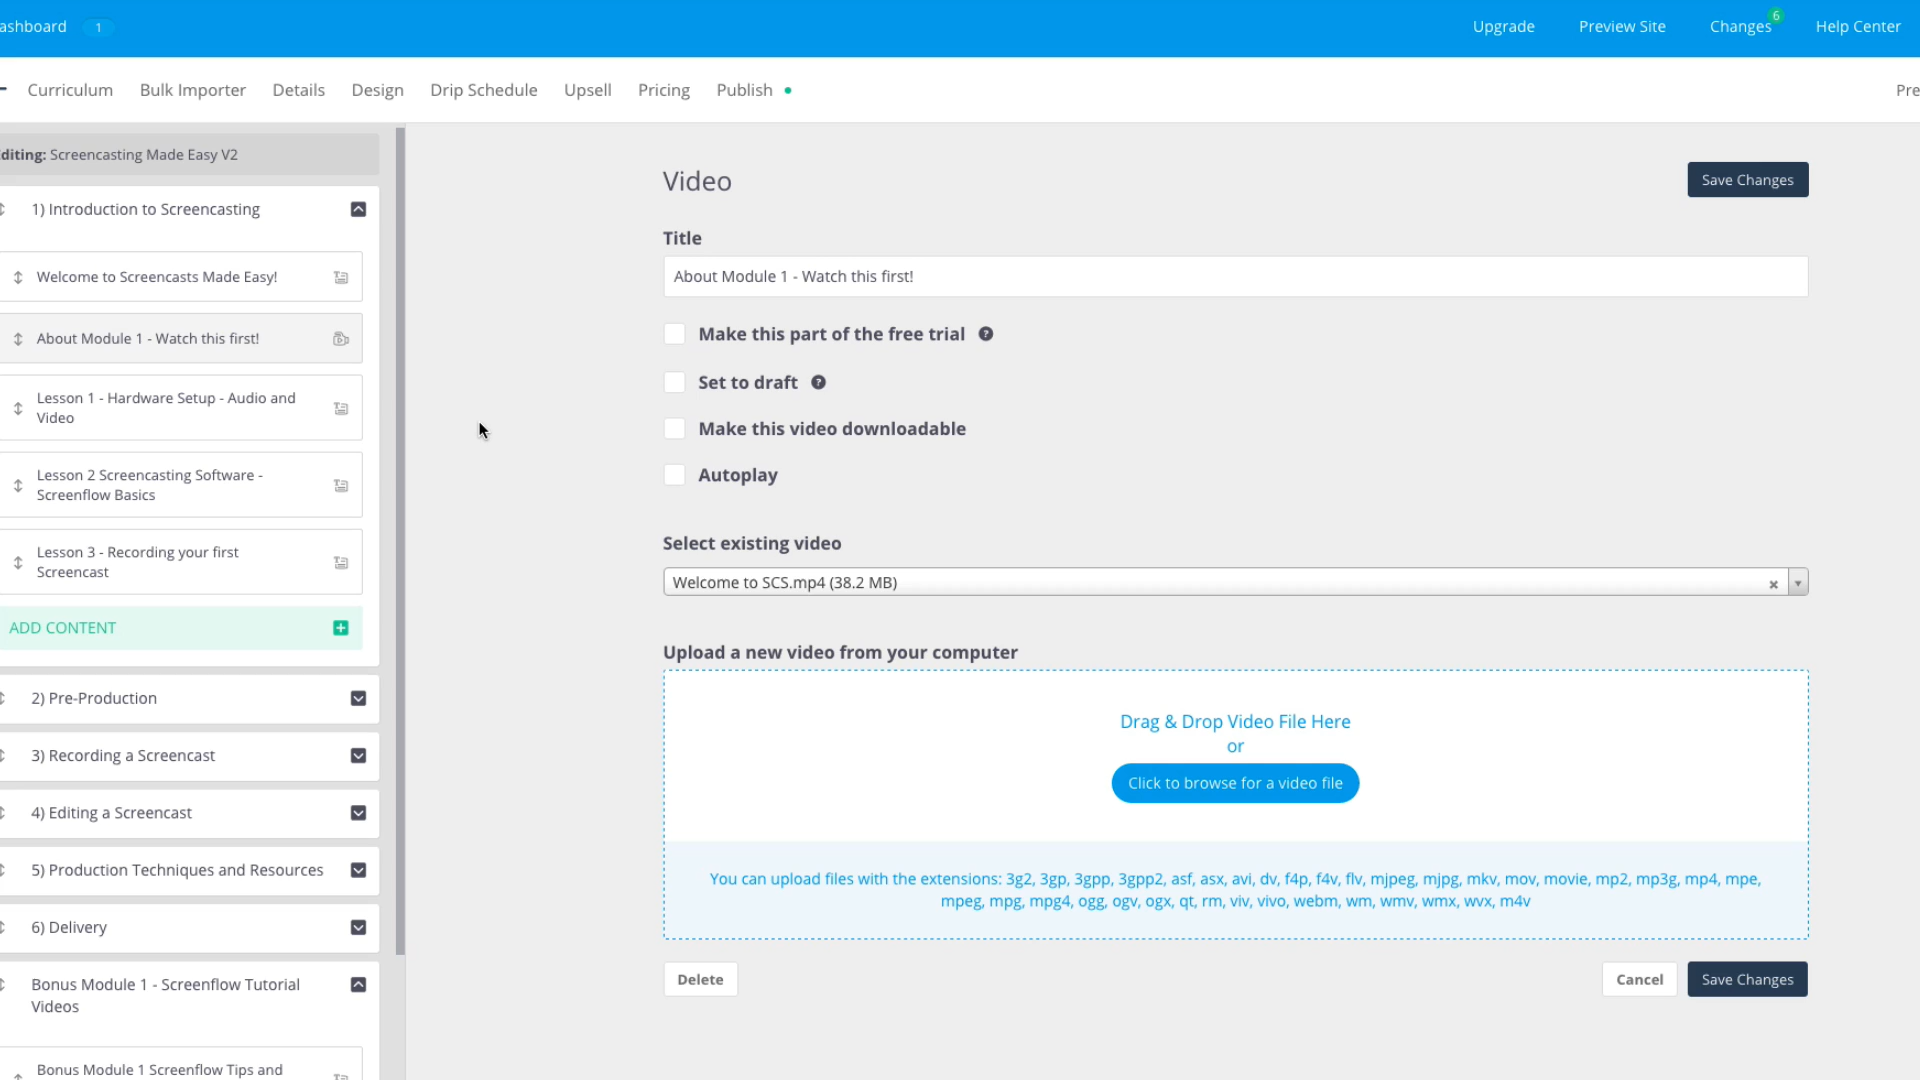 ashboard 1 Upgrade Preview Site Changes 6 Help Center
Curriculum Bulk Importer Details Design Drip Schedule Upsell Pricing Publish Pre
diting: Screencasting Made Easy V2
1) Introduction to Screencasting
Welcome to Screencasts Made Easy!
About Module 1 - Watch this first!
Lesson 1 - Hardware Setup - Audio and
Video
Lesson 2 Screencasting Software -
Screenflow Basics
Lesson 3 - Recording your first
Screencast
ADD CONTENT
2) Pre-Production
3) Recording a Screencast
4) Editing a Screencast
5) Production Techniques and Resources
6) Delivery
Bonus Module 1 - Screenflow Tutorial
Videos
Bonus Module 1 Screenflow Tips and
Video
Save Changes
Title
About Module 1 - Watch this first!
Make this part of the free trial ?
Set to draft ?
Make this video downloadable
Autoplay
Select existing video
Welcome to SCS.mp4 (38.2 MB)
Upload a new video from your computer
Drag & Drop Video File Here
or
Click to browse for a video file
You can upload files with the extensions: 3g2, 3gp, 3gpp, 3gpp2, asf, asx, avi, dv, f4p, f4v, flv, mjpeg, mjpg, mkv, mov, movie, mp2, mp3g, mp4, mpe,
mpeg, mpg, mpg4, ogg, ogv, ogx, qt, rm, viv, vivo, webm, wm, wmv, wmx, wvx, m4v
Delete Cancel Save Changes